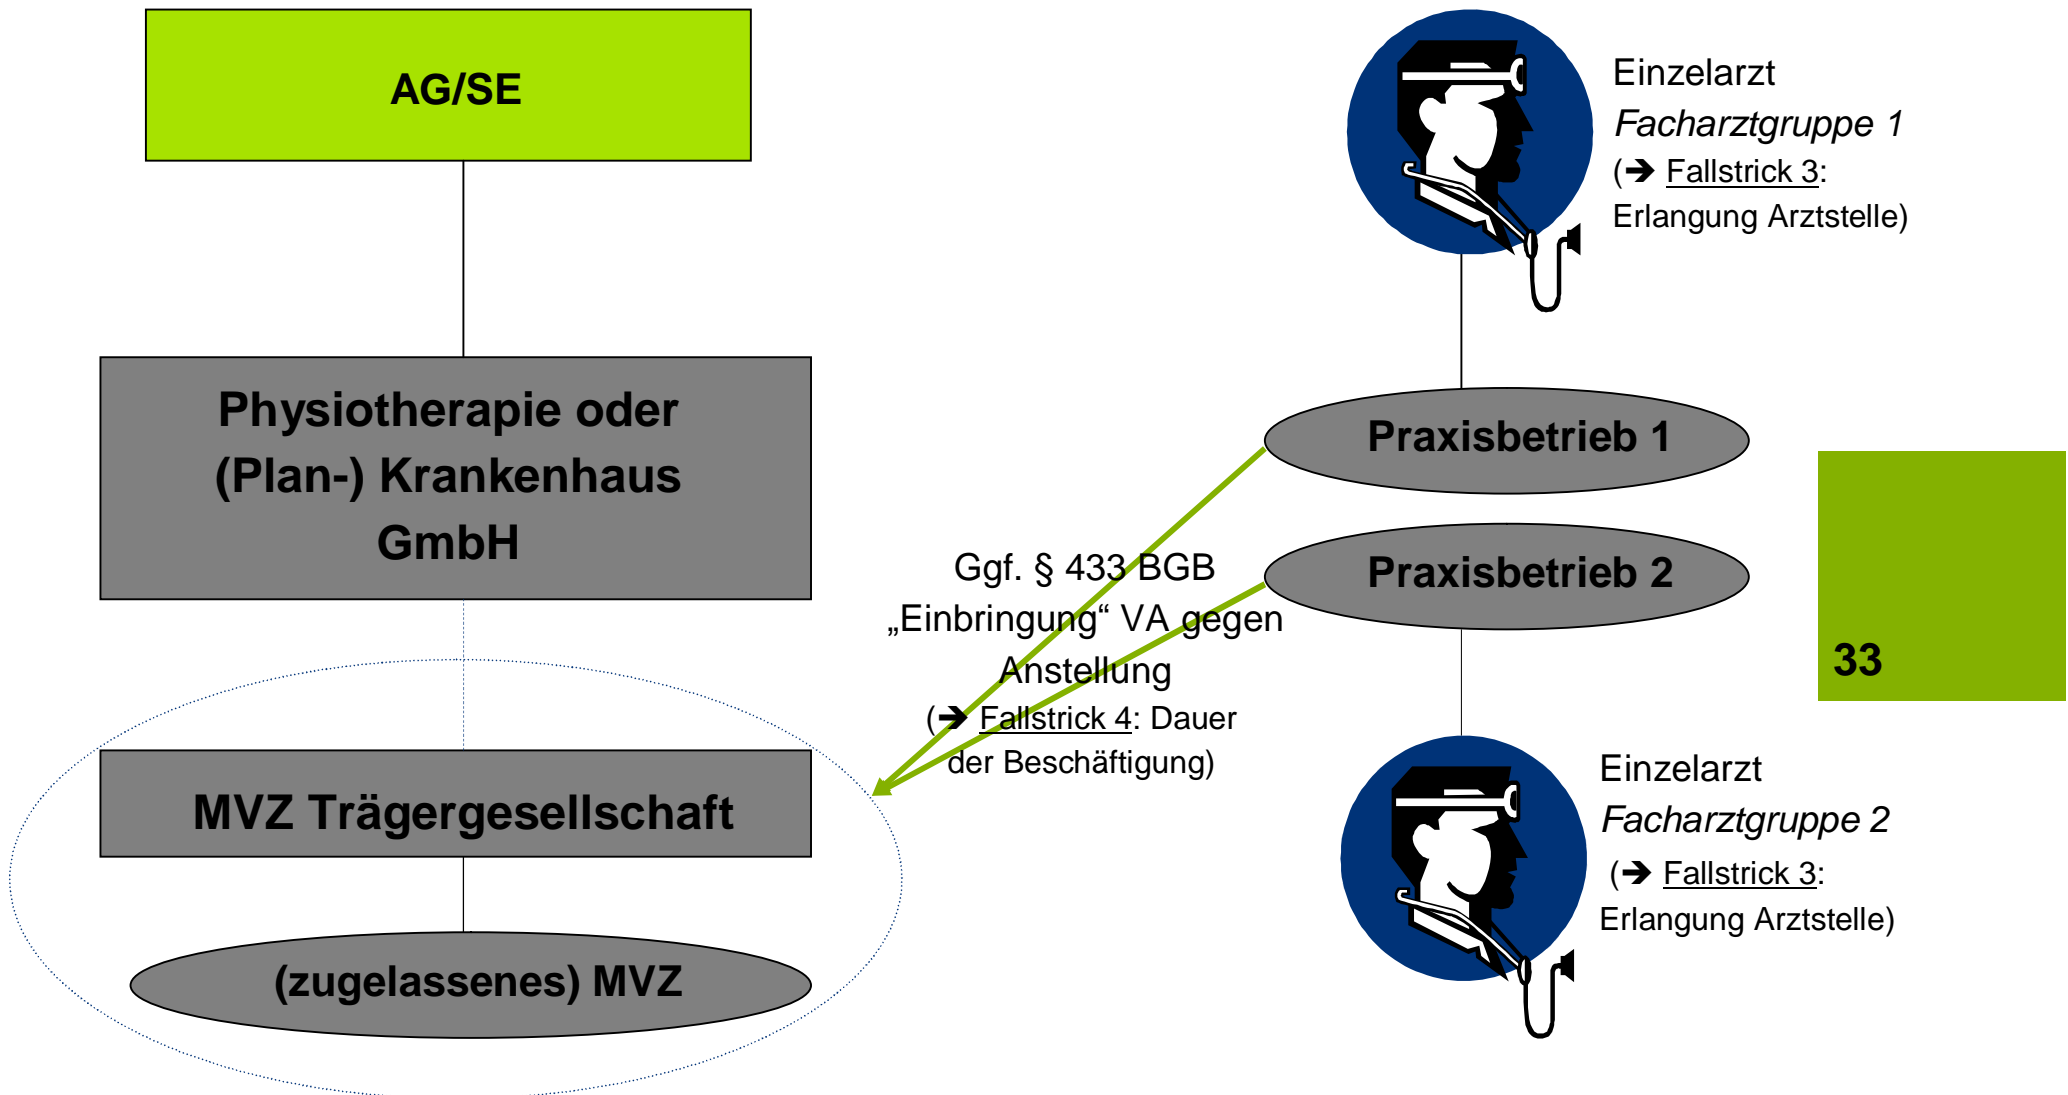 AG/SE
Physiotherapie oder
(Plan-) Krankenhaus
GmbH
MVZ Trägergesellschaft
(zugelassenes) MVZ
Ggf. § 433 BGB
„Einbringung“ VA gegen
Anstellung
(➔ Fallstrick 4: Dauer
der Beschäftigung)
Einzelarzt
Facharztgruppe 1
(➔ Fallstrick 3:
Erlangung Arztstelle)
Praxisbetrieb 1
Praxisbetrieb 2
Einzelarzt
Facharztgruppe 2
(➔ Fallstrick 3:
Erlangung Arztstelle)
33